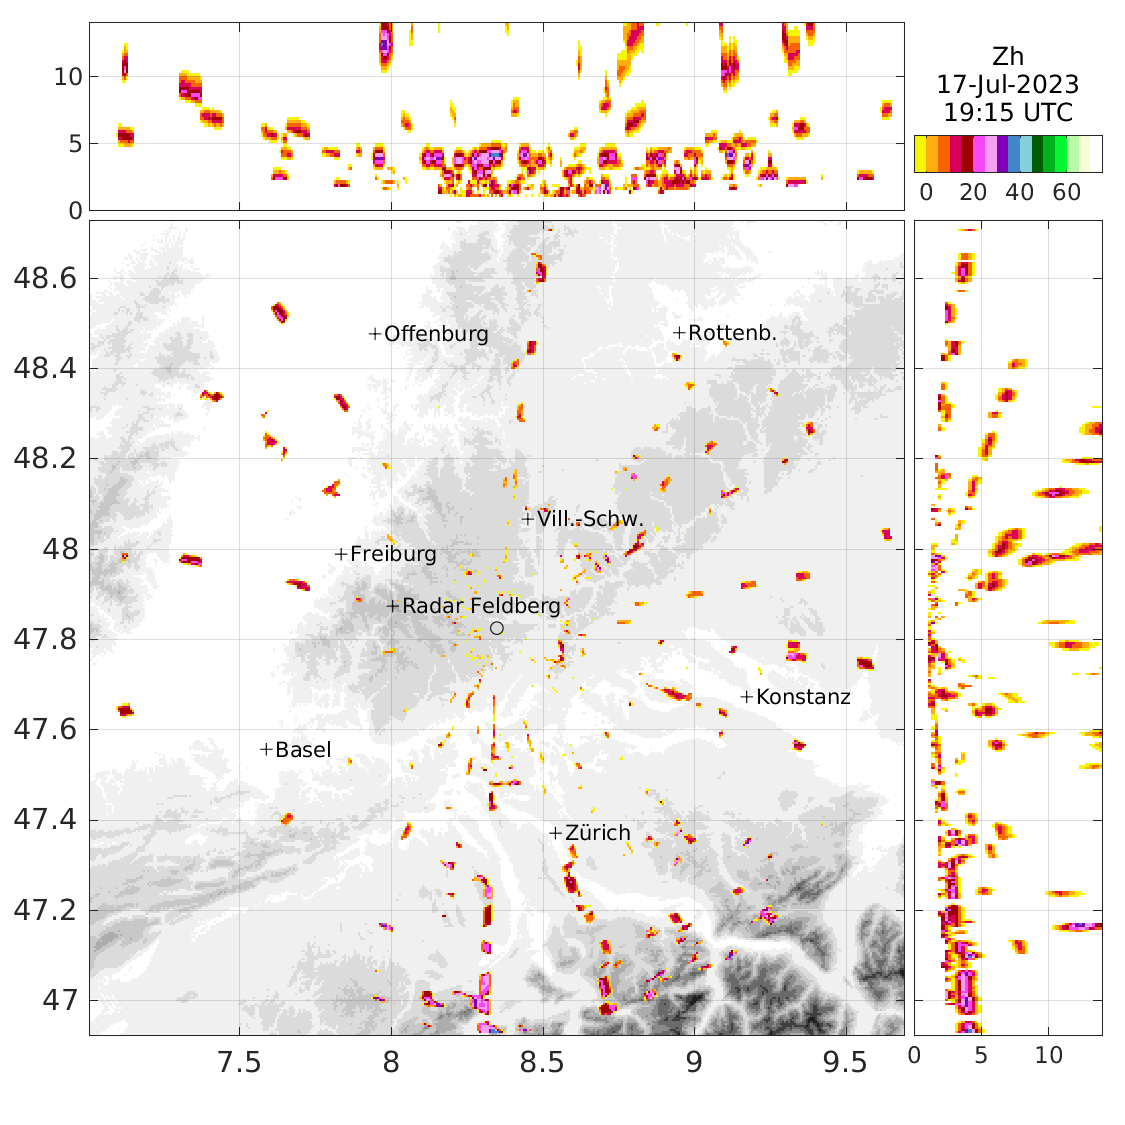 Zh
17-Jul-2023
19:15 UTC
0 20 40 60
10
5
0
48.6
48.4
48.2
48
47.8
47.6
47.4
47.2
47
+Offenburg
+Rottenb.
+Vill.-Schw.
+Freiburg
+Radar Feldberg
+Konstanz
+Basel
+Zürich
7.5 8 8.5 9 9.5
0 5 10